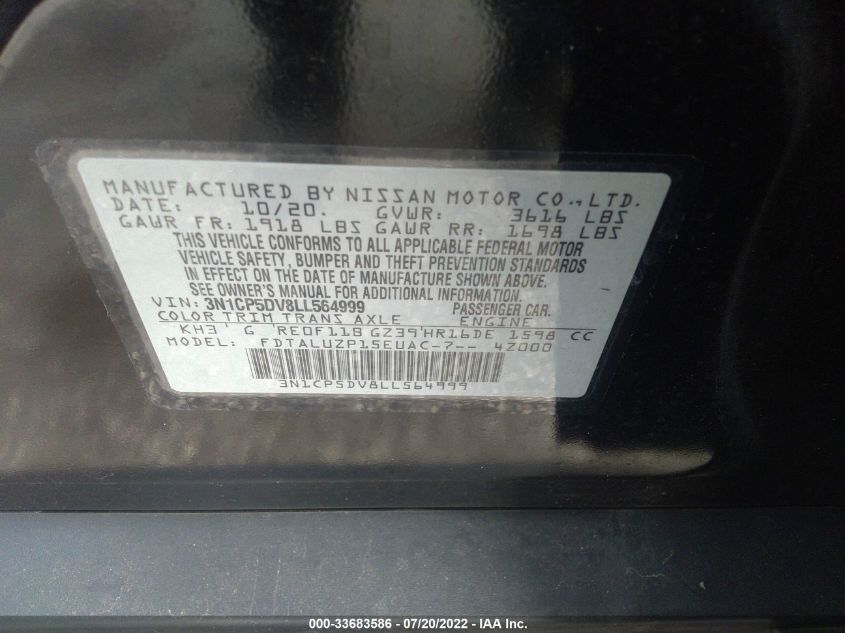 MANUFACTURED BY NISSAN MOTOR CO., LTD.
DATE: 10/20. GVWR: 3616 LBS
GAWR FR: 1918 LBS GAWR RR: 1698 LBS
THIS VEHICLE CONFORMS TO ALL APPLICABLE FEDERAL MOTOR
VEHICLE SAFETY, BUMPER AND THEFT PREVENTION STANDARDS
IN EFFECT ON THE DATE OF MANUFACTURE SHOWN ABOVE.
SEE OWNER'S MANUAL FOR ADDITIONAL INFORMATION.
VIN: 3N1CP5DV8LL564999 PASSENGER CAR.
COLOR TRIM TRANS AXLE ENGINE
KH3 G RE0F11B GZ39 HR16DE 1598 CC
MODEL: FDTALUZP15EUAC-7-- 4Z000
3N1CP5DV8LL564999
000-33683586 - 07/20/2022 - IAA Inc.